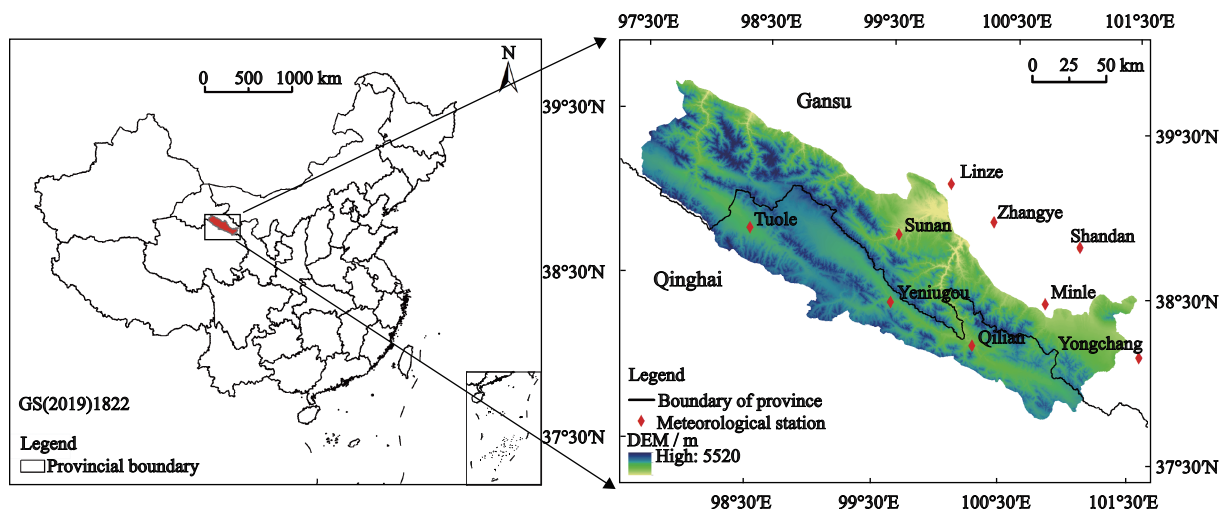 97°30′E 98°30′E 99°30′E 100°30′E 101°30′E
N
0 500 1000 km
0 25 50 km
39°30′N
39°30′N
Gansu
Linze
Zhangye
Tuole
Sunan
Shandan
38°30′N
Qinghai
Yeniugou
Minle
38°30′N
Qilian
Yongchang
Legend
Boundary of province
Meteorological station
DEM / m
High: 5520
GS(2019)1822
Legend
Provincial boundary
37°30′N
37°30′N
98°30′E 99°30′E 100°30′E 101°30′E